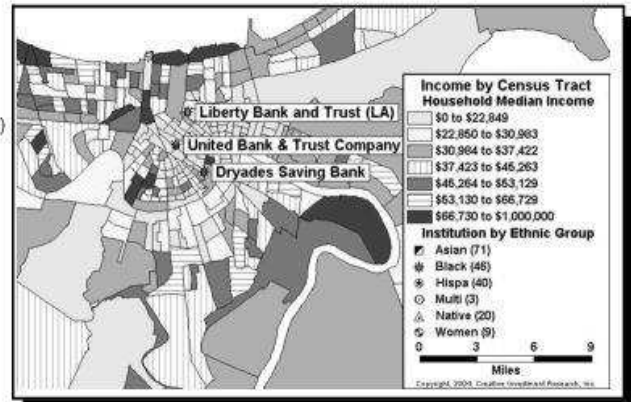 )
Liberty Bank and Trust (LA)
United Bank & Trust Company
Dryades Saving Bank
Income by Census Tract
Household Median Income
$0 to $22,849
$22,850 to $30,983
$30,984 to $37,422
$37,423 to $45,263
$45,264 to $53,129
$53,130 to $66,729
$66,730 to $1,000,000
Institution by Ethnic Group
Asian (71)
Black (46)
Hispa (40)
Multi (3)
Native (20)
Women (9)
0 3 6 9
Miles
Copyright, 2004, Creative Investment Research, Inc.